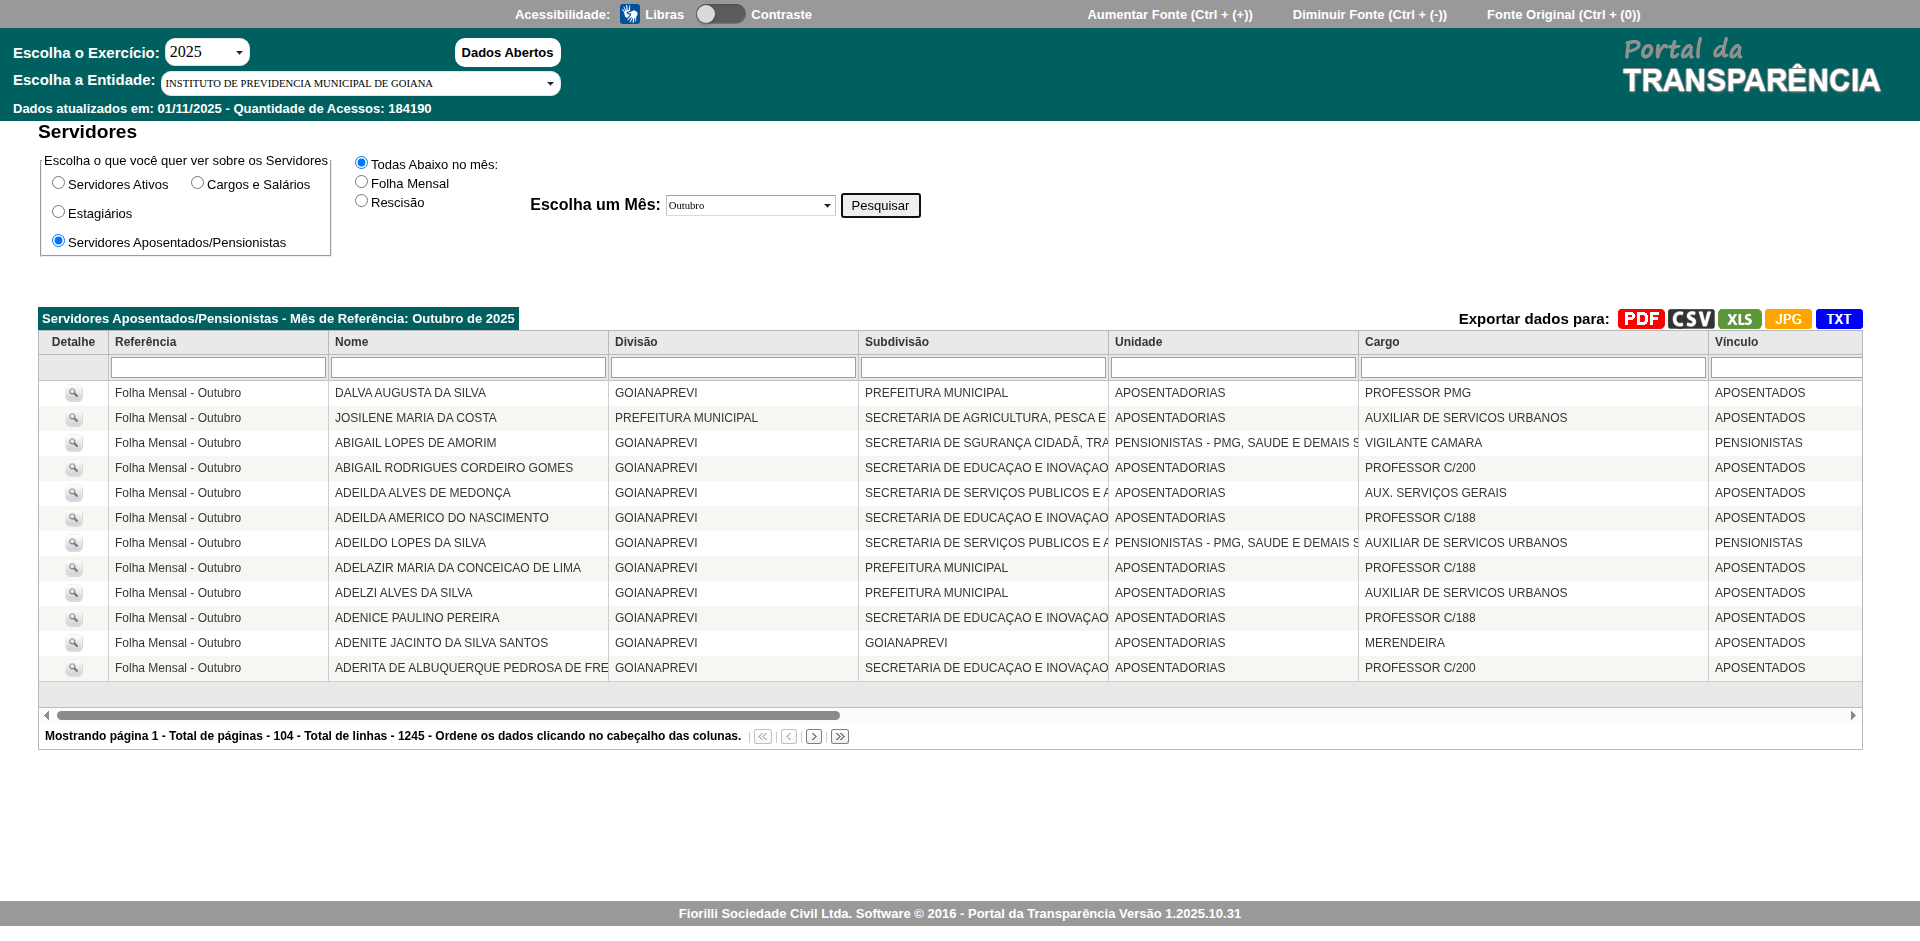 Acessibilidade: Libras Contraste Aumentar Fonte (Ctrl + (+)) Diminuir Fonte (Ctrl + (-)) Fonte Original (Ctrl + (0))
Escolha o Exercício: 2025 Dados Abertos
Escolha a Entidade: INSTITUTO DE PREVIDENCIA MUNICIPAL DE GOIANA
Dados atualizados em: 01/11/2025 - Quantidade de Acessos: 184190
Portal da
TRANSPARÊNCIA
Servidores
Escolha o que você quer ver sobre os Servidores
Servidores Ativos Cargos e Salários
Estagiários
Servidores Aposentados/Pensionistas
Todas Abaixo no mês:
Folha Mensal
Rescisão
Escolha um Mês: Outubro Pesquisar
Servidores Aposentados/Pensionistas - Mês de Referência: Outubro de 2025 Exportar dados para: PDF CSV XLS JPG TXT
Detalhe Referência Nome Divisão Subdivisão Unidade Cargo Vínculo
Folha Mensal - Outubro DALVA AUGUSTA DA SILVA GOIANAPREVI PREFEITURA MUNICIPAL APOSENTADORIAS PROFESSOR PMG APOSENTADOS
Folha Mensal - Outubro JOSILENE MARIA DA COSTA PREFEITURA MUNICIPAL SECRETARIA DE AGRICULTURA, PESCA E APOSENTADORIAS AUXILIAR DE SERVICOS URBANOS APOSENTADOS
Folha Mensal - Outubro ABIGAIL LOPES DE AMORIM GOIANAPREVI SECRETARIA DE SGURANÇA CIDADÃ, TRA PENSIONISTAS - PMG, SAUDE E DEMAIS S VIGILANTE CAMARA PENSIONISTAS
Folha Mensal - Outubro ABIGAIL RODRIGUES CORDEIRO GOMES GOIANAPREVI SECRETARIA DE EDUCAÇAO E INOVAÇAO APOSENTADORIAS PROFESSOR C/200 APOSENTADOS
Folha Mensal - Outubro ADEILDA ALVES DE MEDONÇA GOIANAPREVI SECRETARIA DE SERVIÇOS PUBLICOS E A APOSENTADORIAS AUX. SERVIÇOS GERAIS APOSENTADOS
Folha Mensal - Outubro ADEILDA AMERICO DO NASCIMENTO GOIANAPREVI SECRETARIA DE EDUCAÇAO E INOVAÇAO APOSENTADORIAS PROFESSOR C/188 APOSENTADOS
Folha Mensal - Outubro ADEILDO LOPES DA SILVA GOIANAPREVI SECRETARIA DE SERVIÇOS PUBLICOS E A PENSIONISTAS - PMG, SAUDE E DEMAIS S AUXILIAR DE SERVICOS URBANOS PENSIONISTAS
Folha Mensal - Outubro ADELAZIR MARIA DA CONCEICAO DE LIMA GOIANAPREVI PREFEITURA MUNICIPAL APOSENTADORIAS PROFESSOR C/188 APOSENTADOS
Folha Mensal - Outubro ADELZI ALVES DA SILVA GOIANAPREVI PREFEITURA MUNICIPAL APOSENTADORIAS AUXILIAR DE SERVICOS URBANOS APOSENTADOS
Folha Mensal - Outubro ADENICE PAULINO PEREIRA GOIANAPREVI SECRETARIA DE EDUCAÇAO E INOVAÇAO APOSENTADORIAS PROFESSOR C/188 APOSENTADOS
Folha Mensal - Outubro ADENITE JACINTO DA SILVA SANTOS GOIANAPREVI GOIANAPREVI APOSENTADORIAS MERENDEIRA APOSENTADOS
Folha Mensal - Outubro ADERITA DE ALBUQUERQUE PEDROSA DE FRE GOIANAPREVI SECRETARIA DE EDUCAÇAO E INOVAÇAO APOSENTADORIAS PROFESSOR C/200 APOSENTADOS
Mostrando página 1 - Total de páginas - 104 - Total de linhas - 1245 - Ordene os dados clicando no cabeçalho das colunas.
Fiorilli Sociedade Civil Ltda. Software © 2016 - Portal da Transparência Versão 1.2025.10.31